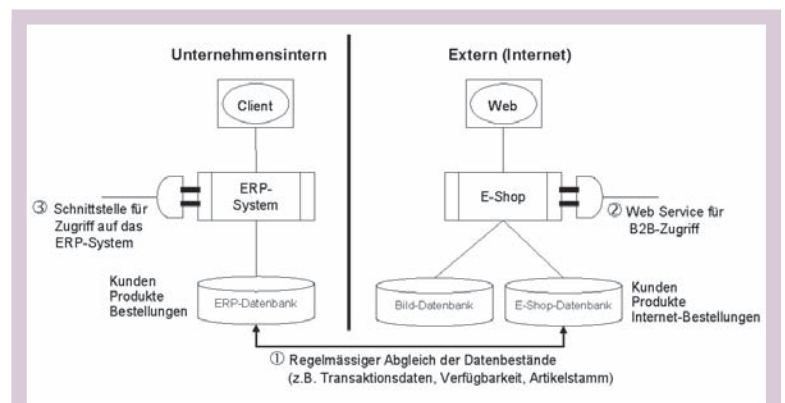 Unternehmensintern
Extern (Internet)
Client
Web
ERP-
System
E-Shop
③ Schnittstelle für
Zugriff auf das
ERP-System
② Web Service für
B2B-Zugriff
Kunden
Produkte
Bestellungen
ERP-Datenbank
Bild-Datenbank
E-Shop-Datenbank
Kunden
Produkte
Internet-Bestellungen
① Regelmässiger Abgleich der Datenbestände
(z.B. Transaktionsdaten, Verfügbarkeit, Artikelstamm)